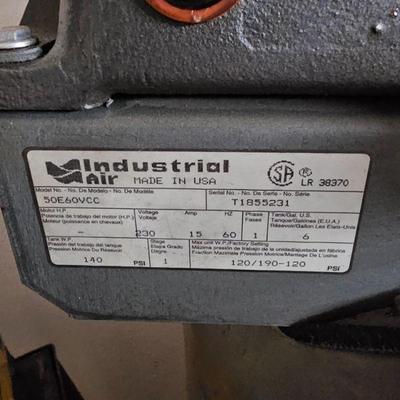 Industrial
Air MADE IN USA
SA ® LR 38370
Model No. - No. De Modelo - No. De Modèle
Serial No. - No. De Serie - No. Série
50E60VCC T1855231
Motor H.P.
Potencia de trabajo del motor (H.P.)
Moteur (puissance en chevaux)
Voltage
Voltaje
Voltage
Amp HZ
Phase
Fases
Tank/Gal. U.S.
Tanque/Galones (E.U.A.)
Réservoir/Gallon Les Etats-Unis
- 230 15 60 1 6
Tank W.P.
Presión del trabajo del tanque
Pression Motrice Du Réservoir
Stage
Etapa Grado
Degré
Max unit W.P./Factory Setting
Máxima presión de trabajo de la unidad/ajustada en fábrica
Fraction Maximale Pression Motrice/Montage De L'usine
140 PSI 1 120/190-120 PSI